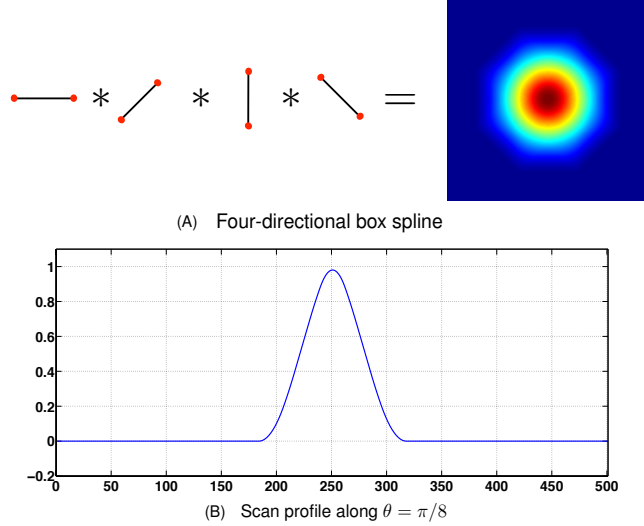 * * * =
(A) Four-directional box spline
1
0.8
0.6
0.4
0.2
0
−0.2
0 50 100 150 200 250 300 350 400 450 500
(B) Scan profile along θ = π/8